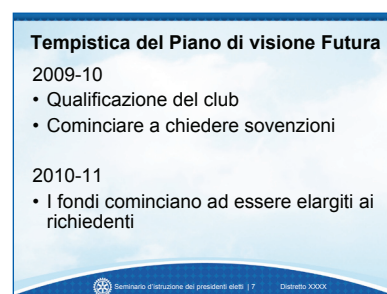 Tempistica del Piano di visione Futura
2009-10
• Qualificazione del club
• Cominciare a chiedere sovenzioni
2010-11
• I fondi cominciano ad essere elargiti ai
richiedenti
Seminario d'istruzione dei presidenti eletti | 7 Distretto XXXX